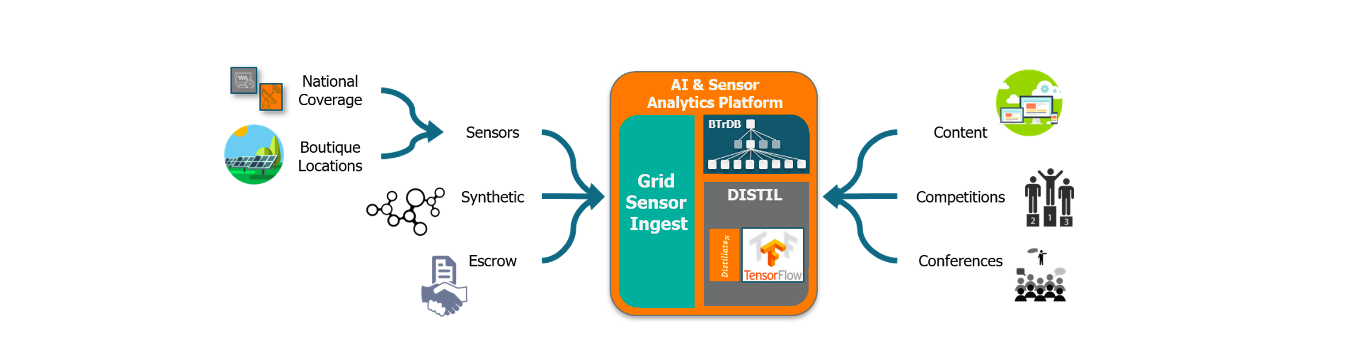 National
Coverage
Boutique
Locations
Sensors
Synthetic
Escrow
AI & Sensor
Analytics Platform
Grid
Sensor
Ingest
BTrDB
DISTIL
Distillate
TensorFlow
Content
Competitions
Conferences
2
1
3